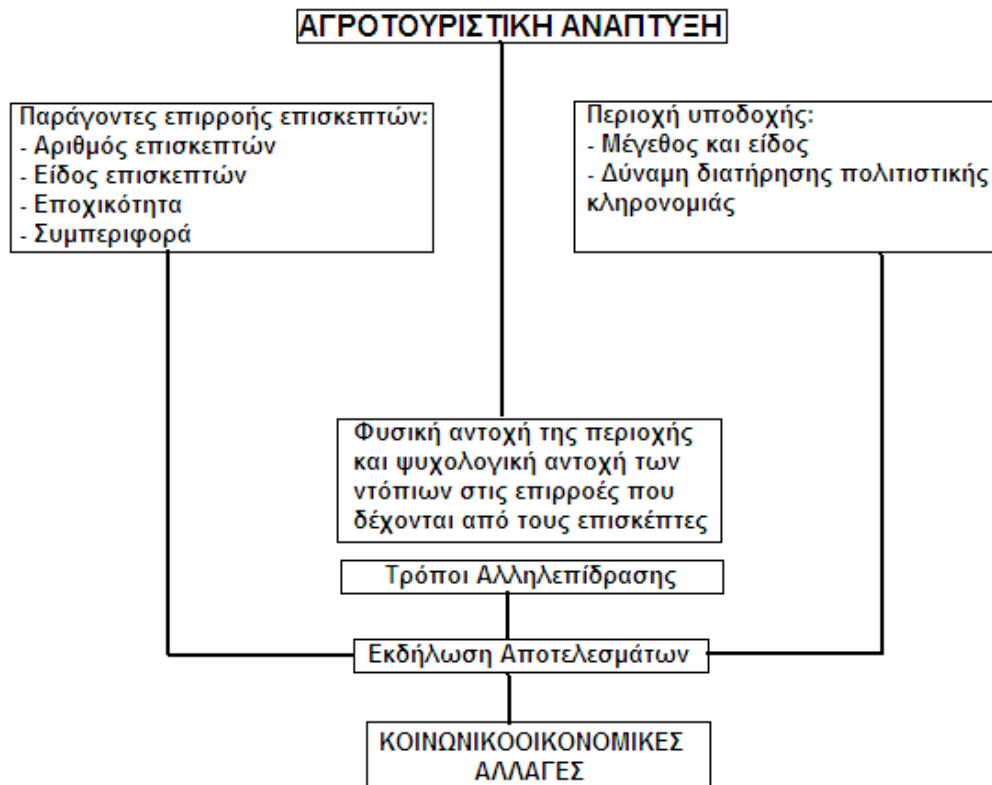 ΑΓΡΟΤΟΥΡΙΣΤΙΚΗ ΑΝΑΠΤΥΞΗ
Παράγοντες επιρροής επισκεπτών:
- Αριθμός επισκεπτών
- Είδος επισκεπτών
- Εποχικότητα
- Συμπεριφορά
Περιοχή υποδοχής:
- Μέγεθος και είδος
- Δύναμη διατήρησης πολιτιστικής
κληρονομιάς
Φυσική αντοχή της περιοχής
και ψυχολογική αντοχή των
ντόπιων στις επιρροές που
δέχονται από τους επισκέπτες
Τρόποι Αλληλεπίδρασης
Εκδήλωση Αποτελεσμάτων
ΚΟΙΝΩΝΙΚΟΟΙΚΟΝΟΜΙΚΕΣ
ΑΛΛΑΓΕΣ